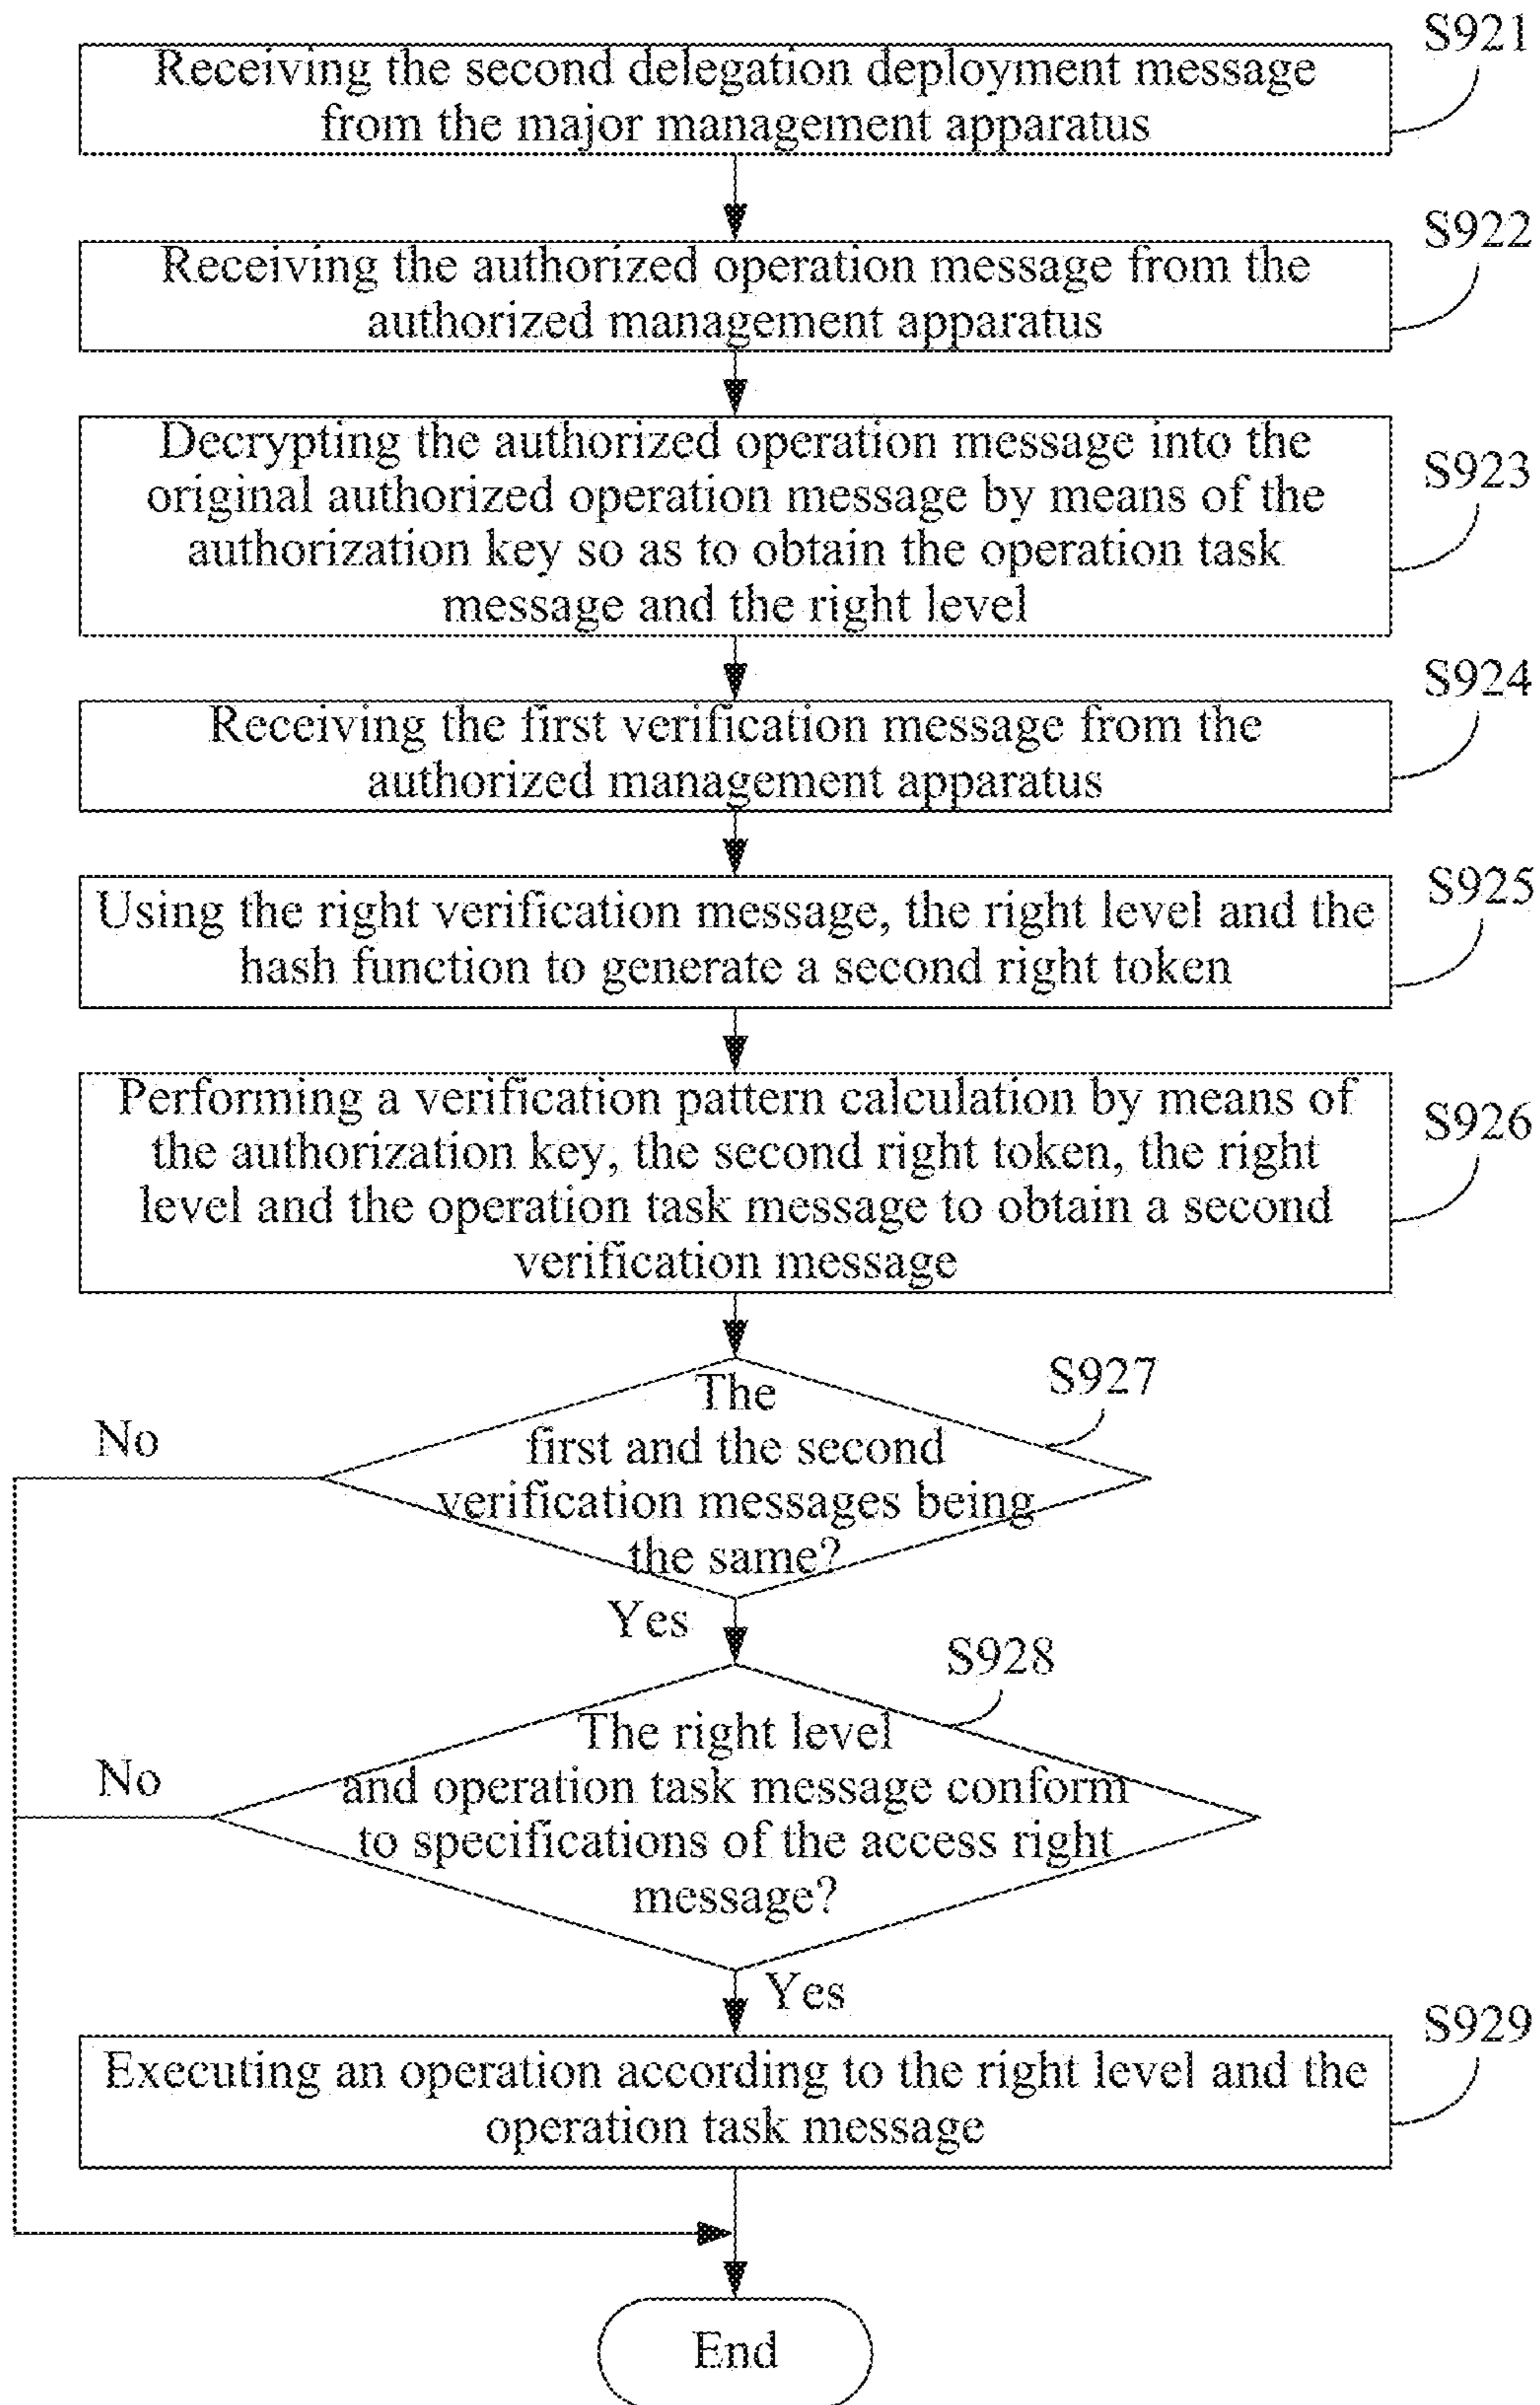 S921
Receiving the second delegation deployment message
from the major management apparatus
S922
Receiving the authorized operation message from the
authorized management apparatus
S923
Decrypting the authorized operation message into the
original authorized operation message by means of the
authorization key so as to obtain the operation task
message and the right level
S924
Receiving the first verification message from the
authorized management apparatus
S925
Using the right verification message, the right level and the
hash function to generate a second right token
S926
Performing a verification pattern calculation by means of
the authorization key, the second right token, the right
level and the operation task message to obtain a second
verification message
S927
The
first and the second
verification messages being
the same?
No
Yes
S928
The right level
and operation task message conform
to specifications of the access right
message?
No
Yes
S929
Executing an operation according to the right level and the
operation task message
End